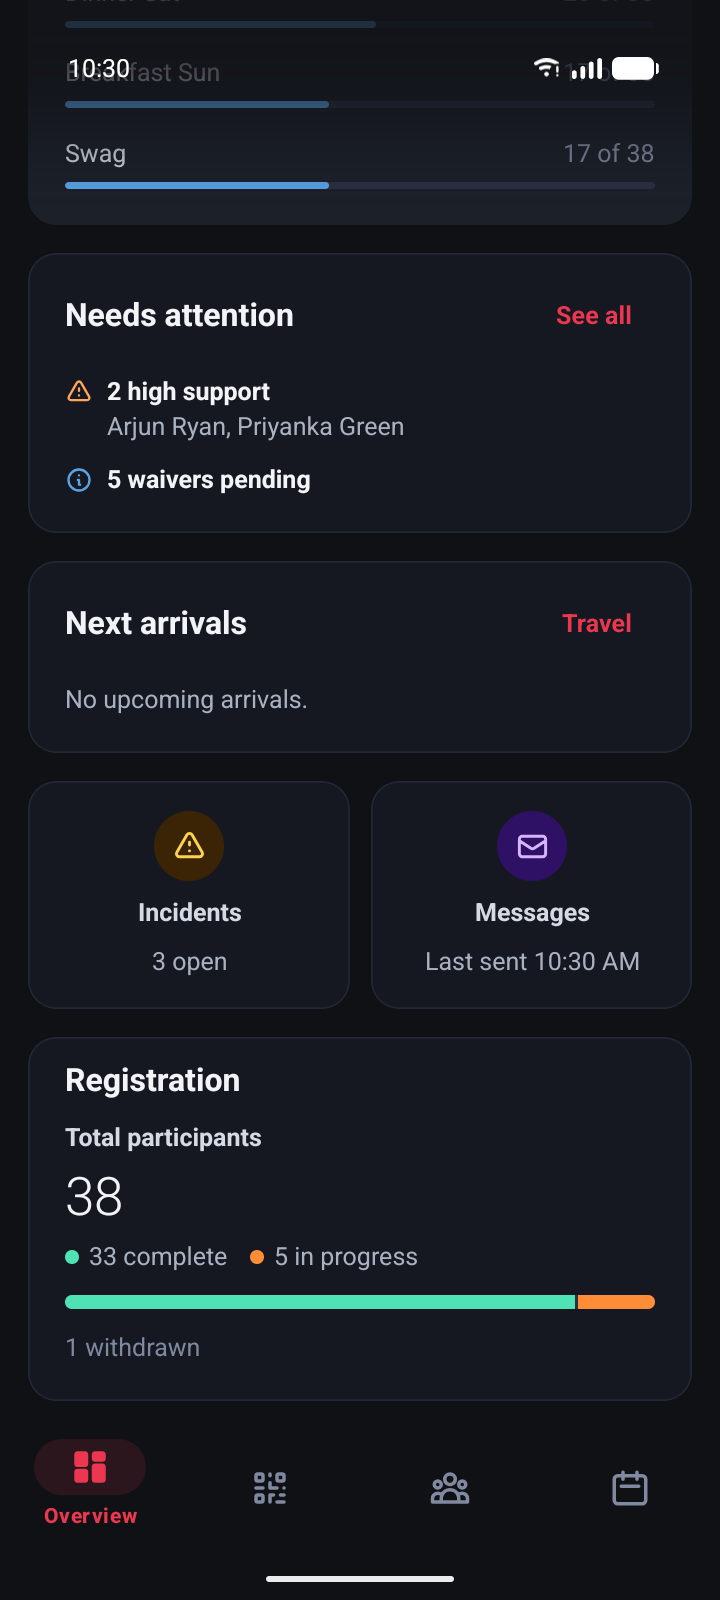 10:30
Breakfast Sun
Swag
17 of 38
Needs attention
See all
2 high support
Arjun Ryan, Priyanka Green
5 waivers pending
Next arrivals
Travel
No upcoming arrivals.
Incidents
3 open
Messages
Last sent 10:30 AM
Registration
Total participants
38
33 complete
5 in progress
1 withdrawn
Overview